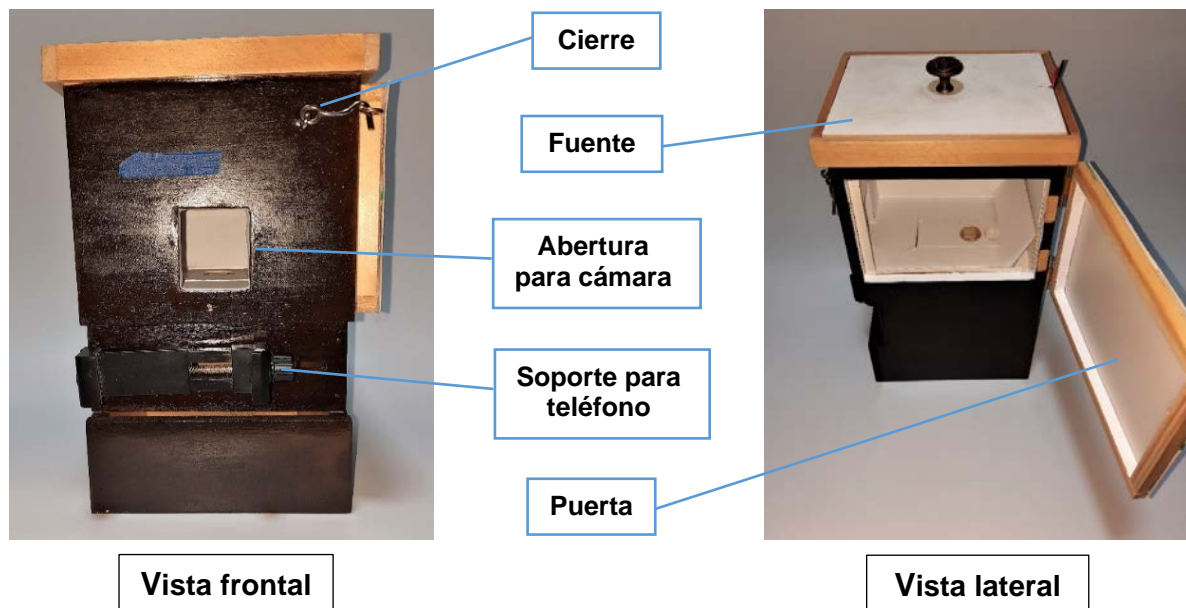 Cierre
Fuente
Abertura
para cámara
Soporte para
teléfono
Puerta
Vista frontal
Vista lateral